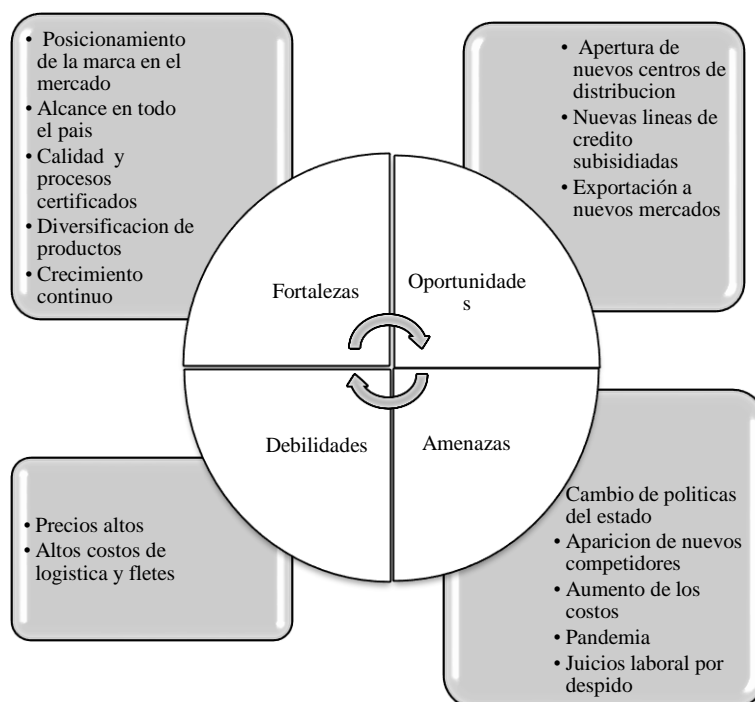 • Posicionamiento
de la marca en el
mercado
• Alcance en todo
el pais
• Calidad y
procesos
certificados
• Diversificacion de
productos
• Crecimiento
continuo
• Apertura de
nuevos centros de
distribucion
• Nuevas lineas de
credito
subisidiadas
• Exportación a
nuevos mercados
Fortalezas
Oportunidade
s
Debilidades
Amenazas
• Precios altos
• Altos costos de
logistica y fletes
Cambio de politicas
del estado
• Aparicion de nuevos
competidores
• Aumento de los
costos
• Pandemia
• Juicios laboral por
despido